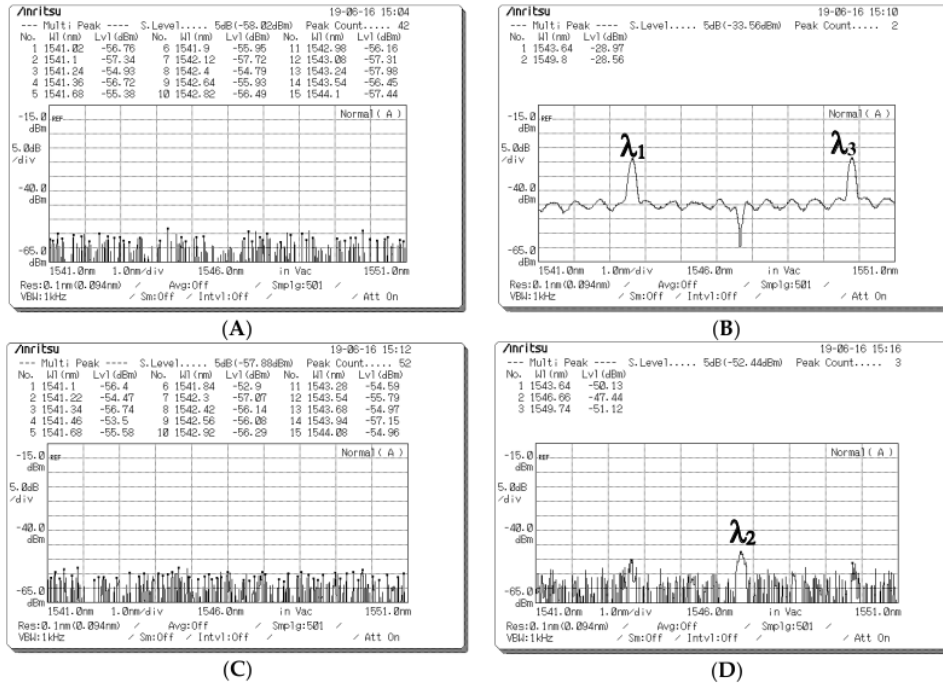 Anritsu 19-06-16 15:04
--- Multi Peak ---- S.Level.... 5dB(-58.02dBm) Peak Count..... 42
No. Wl(nm) Lvl(dBm) No. Wl(nm) Lvl(dBm) No. Wl(nm) Lvl(dBm)
1 1541.02 -56.76 6 1541.9 -55.95 11 1542.98 -56.16
2 1541.1 -57.34 7 1542.12 -57.72 12 1543.08 -57.31
3 1541.24 -54.93 8 1542.4 -54.79 13 1543.24 -57.98
4 1541.36 -56.72 9 1542.64 -55.93 14 1543.54 -56.45
5 1541.68 -55.38 10 1542.82 -56.49 15 1544.1 -57.44
Normal(A)
-15.0 REF
dBm
5.0dB
/div
-40.0
dBm
-65.0
dBm
1541.0nm 1.0nm/div 1546.0nm in Vac 1551.0nm
Res:0.1nm(0.094nm) / Avg:Off / Smplg:501 /
VBW:1kHz / Sm:Off / Intvl:Off / / Att On
(A)
Anritsu 19-06-16 15:10
--- Multi Peak ---- S.Level.... 5dB(-33.56dBm) Peak Count..... 2
No. Wl(nm) Lvl(dBm)
1 1543.64 -28.97
2 1549.8 -28.56
Normal(A)
-15.0 REF
dBm
5.0dB
/div
λ1 λ3
-40.0
dBm
-65.0
dBm
1541.0nm 1.0nm/div 1546.0nm in Vac 1551.0nm
Res:0.1nm(0.094nm) / Avg:Off / Smplg:501 /
VBW:1kHz / Sm:Off / Intvl:Off / / Att On
(B)
Anritsu 19-06-16 15:12
--- Multi Peak ---- S.Level.... 5dB(-57.88dBm) Peak Count..... 52
No. Wl(nm) Lvl(dBm) No. Wl(nm) Lvl(dBm) No. Wl(nm) Lvl(dBm)
1 1541.1 -56.4 6 1541.84 -52.9 11 1543.28 -54.59
2 1541.22 -54.47 7 1542.3 -57.07 12 1543.54 -55.79
3 1541.34 -56.74 8 1542.42 -56.14 13 1543.68 -54.97
4 1541.46 -53.5 9 1542.56 -56.08 14 1543.94 -57.15
5 1541.68 -55.58 10 1542.92 -56.29 15 1544.08 -54.96
Normal(A)
-15.0 REF
dBm
5.0dB
/div
-40.0
dBm
-65.0
dBm
1541.0nm 1.0nm/div 1546.0nm in Vac 1551.0nm
Res:0.1nm(0.094nm) / Avg:Off / Smplg:501 /
VBW:1kHz / Sm:Off / Intvl:Off / / Att On
(C)
Anritsu 19-06-16 15:16
--- Multi Peak ---- S.Level.... 5dB(-52.44dBm) Peak Count..... 3
No. Wl(nm) Lvl(dBm)
1 1543.64 -50.13
2 1546.66 -47.44
3 1549.74 -51.12
Normal(A)
-15.0 REF
dBm
5.0dB
/div
-40.0
dBm
λ2
-65.0
dBm
1541.0nm 1.0nm/div 1546.0nm in Vac 1551.0nm
Res:0.1nm(0.094nm) / Avg:Off / Smplg:501 /
VBW:1kHz / Sm:Off / Intvl:Off / / Att On
(D)